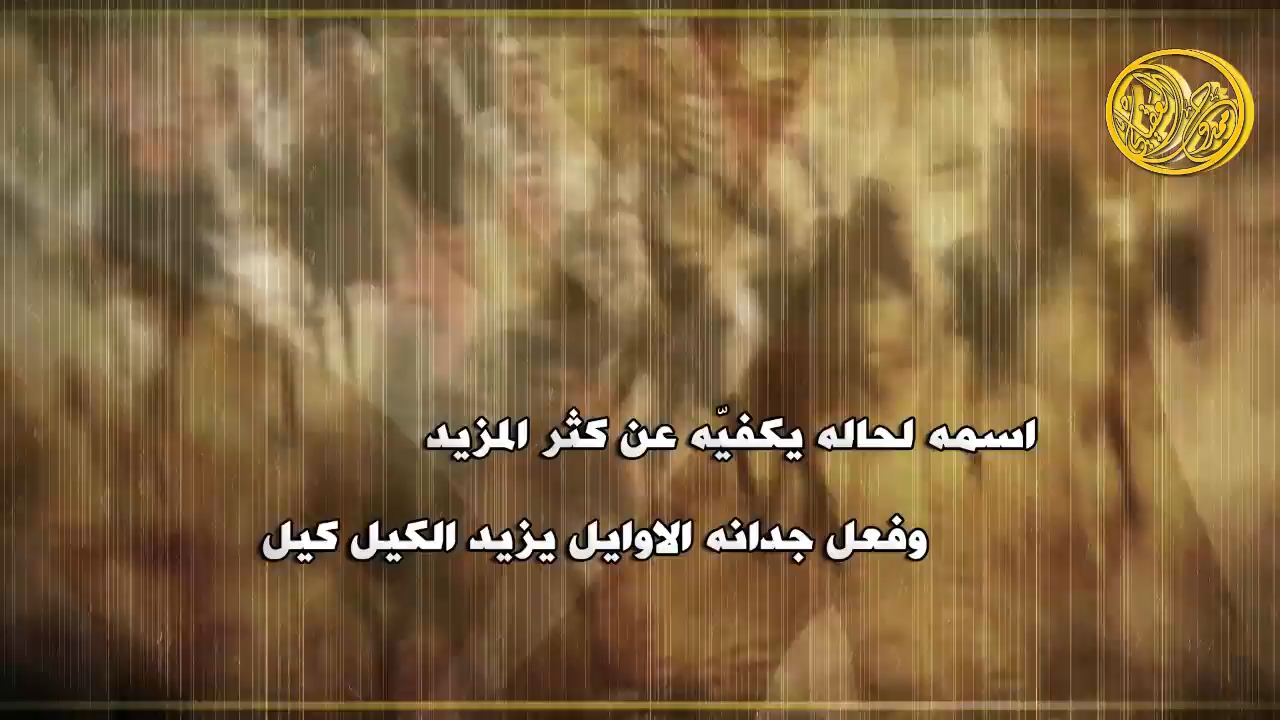 اسمه لحاله يكفيّه عن كثر المزيد
وفعل جدانه الاوايل يزيد الكيل كيل